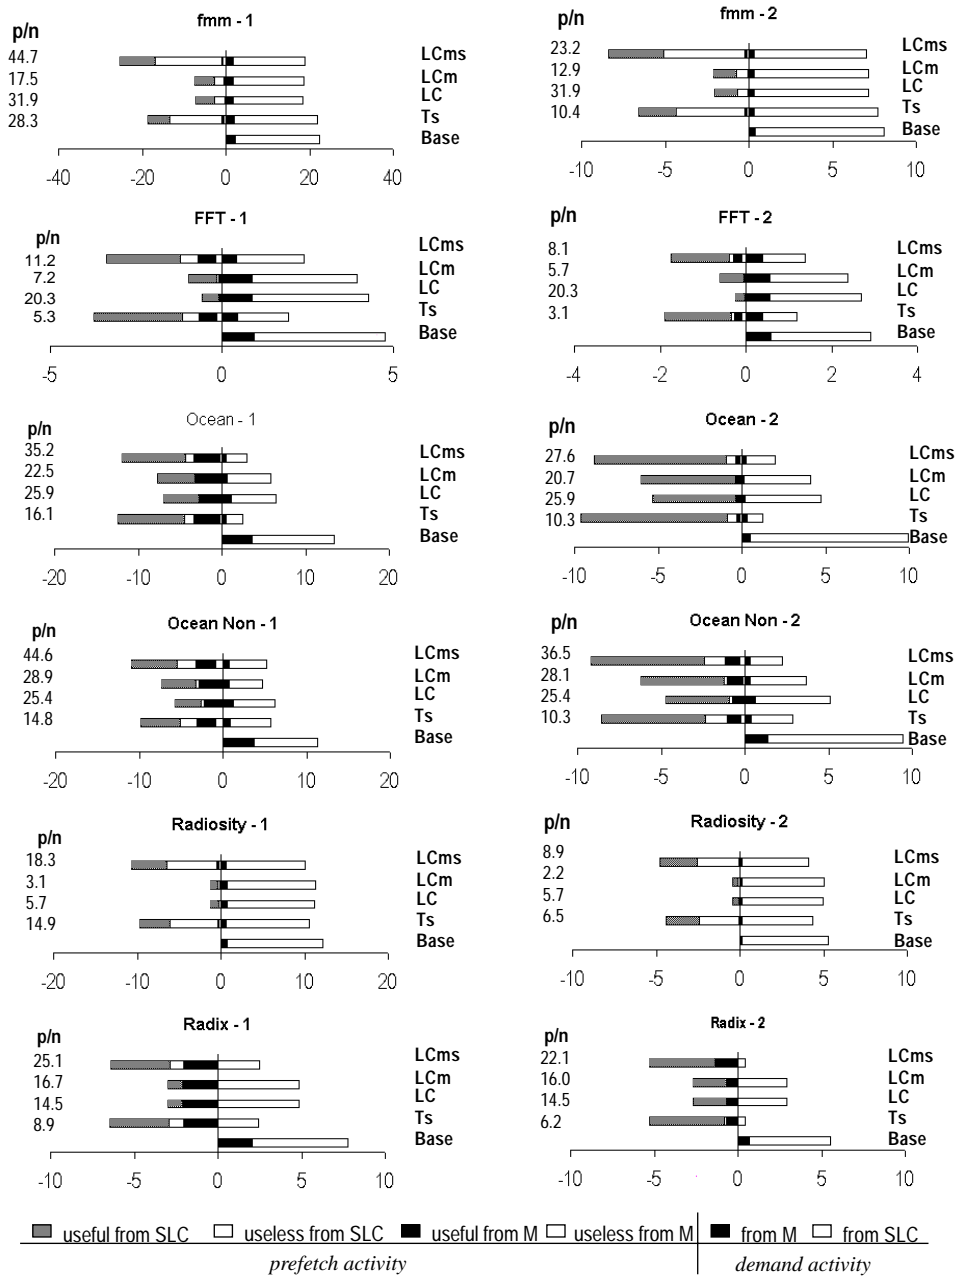 p/n
fmm - 1
44.7
LCms
17.5
LCm
31.9
LC
28.3
Ts
Base
-40 -20 0 20 40
p/n
fmm - 2
23.2
LCms
12.9
LCm
31.9
LC
10.4
Ts
Base
-10 -5 0 5 10
p/n
FFT - 1
11.2
LCms
7.2
LCm
20.3
LC
5.3
Ts
Base
-5 0 5
p/n
FFT - 2
8.1
LCms
5.7
LCm
20.3
LC
3.1
Ts
Base
-4 -2 0 2 4
p/n
Ocean - 1
35.2
LCms
22.5
LCm
25.9
LC
16.1
Ts
Base
-20 -10 0 10 20
p/n
Ocean - 2
27.6
LCms
20.7
LCm
25.9
LC
10.3
Ts
Base
-10 -5 0 5 10
p/n
Ocean Non - 1
44.6
LCms
28.9
LCm
25.4
LC
14.8
Ts
Base
-20 -10 0 10 20
p/n
Ocean Non - 2
36.5
LCms
28.1
LCm
25.4
LC
10.3
Ts
Base
-10 -5 0 5 10
p/n
Radiosity - 1
18.3
LCms
3.1
LCm
5.7
LC
14.9
Ts
Base
-20 -10 0 10 20
p/n
Radiosity - 2
8.9
LCms
2.2
LCm
5.7
LC
6.5
Ts
Base
-10 -5 0 5 10
p/n
Radix - 1
25.1
LCms
16.7
LCm
14.5
LC
8.9
Ts
Base
-10 -5 0 5 10
p/n
Radix - 2
22.1
LCms
16.0
LCm
14.5
LC
6.2
Ts
Base
-10 -5 0 5 10
useful from SLC useless from SLC useful from M useless from M from M from SLC
prefetch activity demand activity